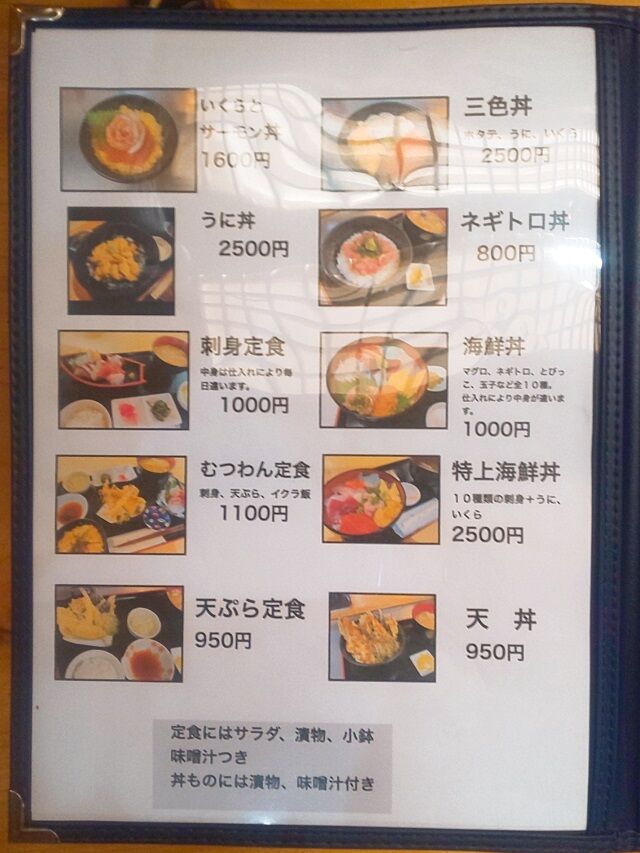 いくらと
サーモン丼
1600円
三色丼
ホタテ、うに、いくら
2500円
うに丼
2500円
ネギトロ丼
800円
刺身定食
中身は仕入れにより毎
日違います。
1000円
海鮮丼
マグロ、ネギトロ、とびっ
こ、玉子など全10種。
仕入れにより中身が違いま
す。
1000円
むつわん定食
刺身、天ぷら、イクラ飯
1100円
特上海鮮丼
10種類の刺身+うに、
いくら
2500円
天ぷら定食
950円
天 丼
950円
定食にはサラダ、漬物、小鉢
味噌汁つき
丼ものには漬物、味噌汁付き